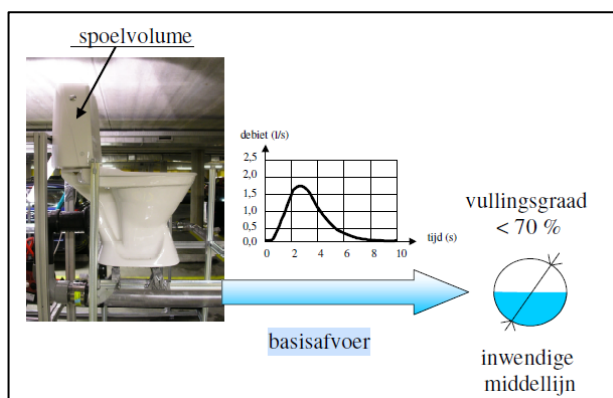 spoelvolume
debiet (l/s)
2,5
2,0
1,5
1,0
0,5
0,0
0 2 4 6 8 10
tijd (s)
vullingsgraad
< 70 %
basisafvoer
inwendige
middellijn